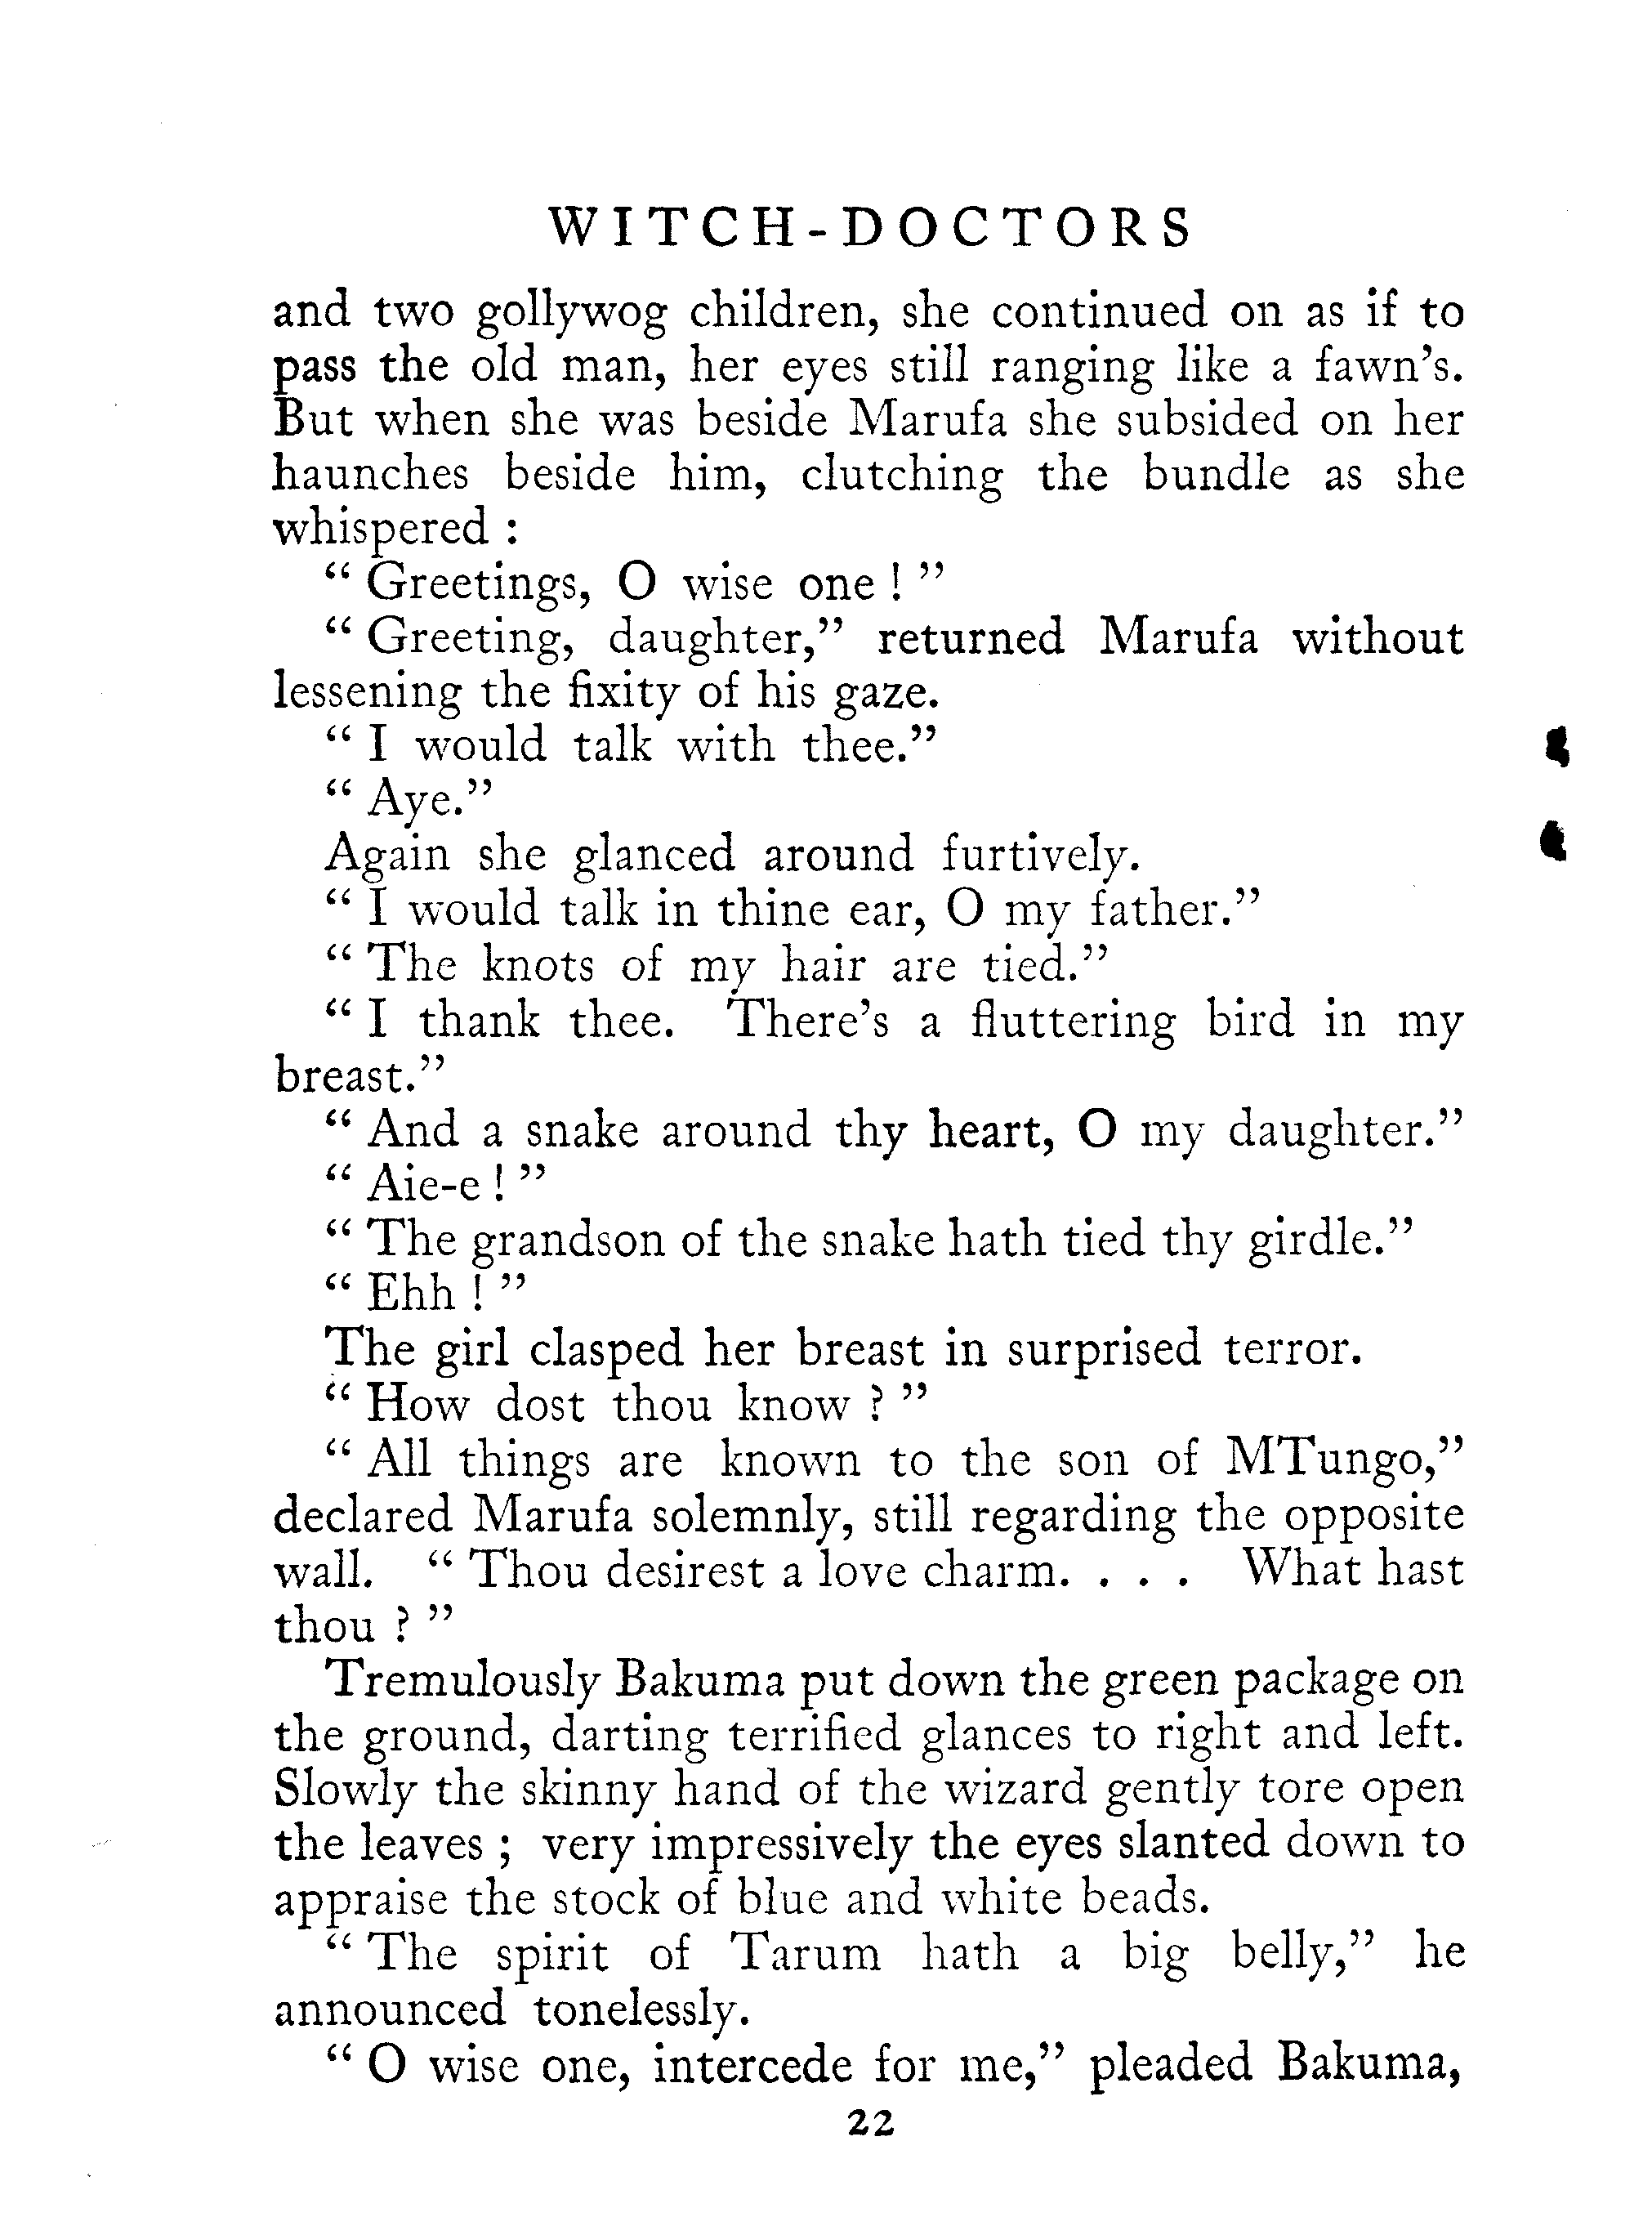 WITCH-DOCTORS
and two gollywog children, she continued on as if to
pass the old man, her eyes still ranging like a fawn's.
But when she was beside Marufa she subsided on her
haunches beside him, clutching the bundle as she
whispered :
“ Greetings, O wise one ! ”
“ Greeting, daughter,” returned Marufa without
lessening the fixity of his gaze.
“ I would talk with thee.”
“ Aye.”
Again she glanced around furtively.
“ I would talk in thine ear, O my father.”
“ The knots of my hair are tied.”
“ I thank thee. There's a fluttering bird in my
breast.”
“ And a snake around thy heart, O my daughter.”
“ Aie-e ! ”
“ The grandson of the snake hath tied thy girdle.”
“ Ehh ! ”
The girl clasped her breast in surprised terror.
“ How dost thou know ? ”
“ All things are known to the son of MTungo,”
declared Marufa solemnly, still regarding the opposite
wall. “ Thou desirest a love charm. . . . What hast
thou ? ”
Tremulously Bakuma put down the green package on
the ground, darting terrified glances to right and left.
Slowly the skinny hand of the wizard gently tore open
the leaves ; very impressively the eyes slanted down to
appraise the stock of blue and white beads.
“ The spirit of Tarum hath a big belly,” he
announced tonelessly.
“ O wise one, intercede for me,” pleaded Bakuma,
22